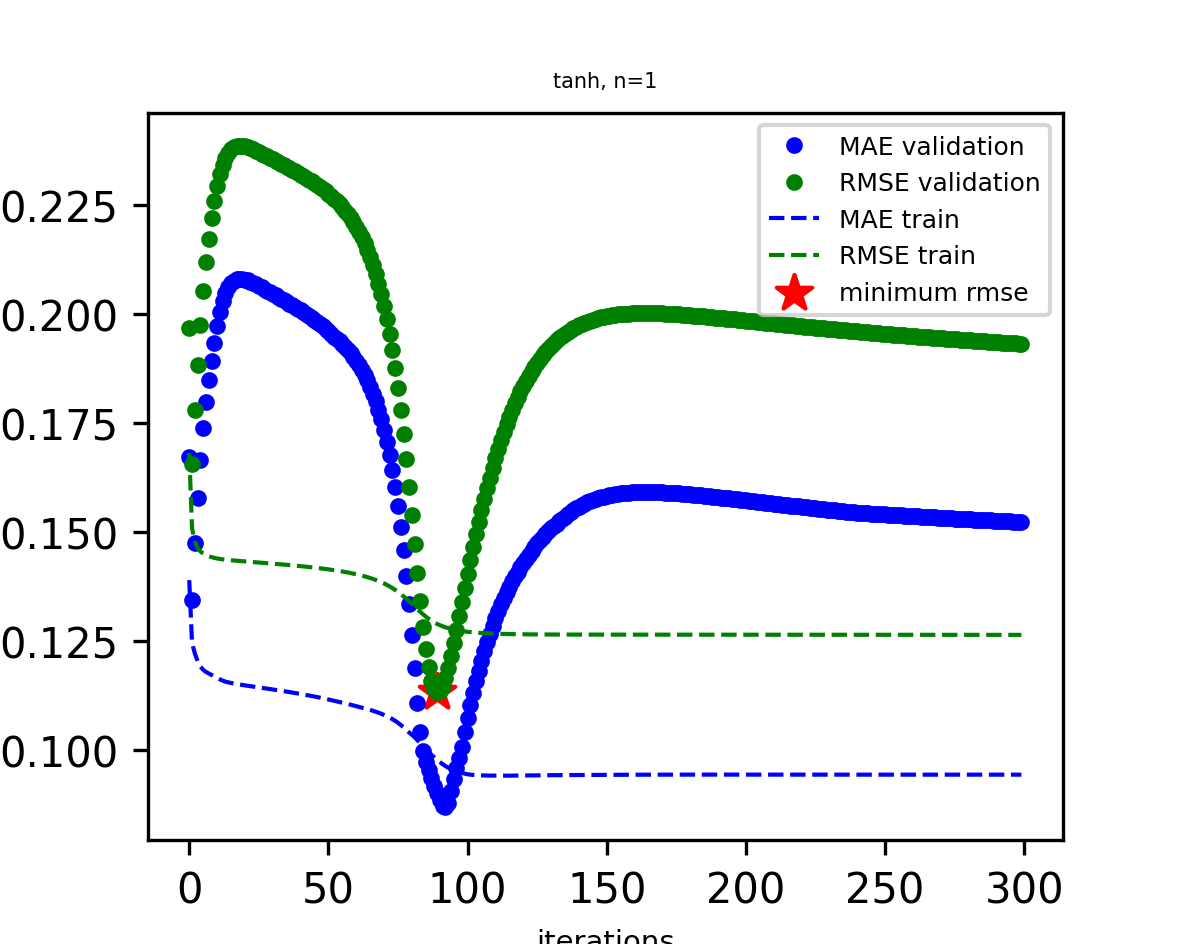 tanh, n=1
MAE validation
RMSE validation
MAE train
RMSE train
minimum rmse
0.225
0.200
0.175
0.150
0.125
0.100
0 50 100 150 200 250 300
iterations